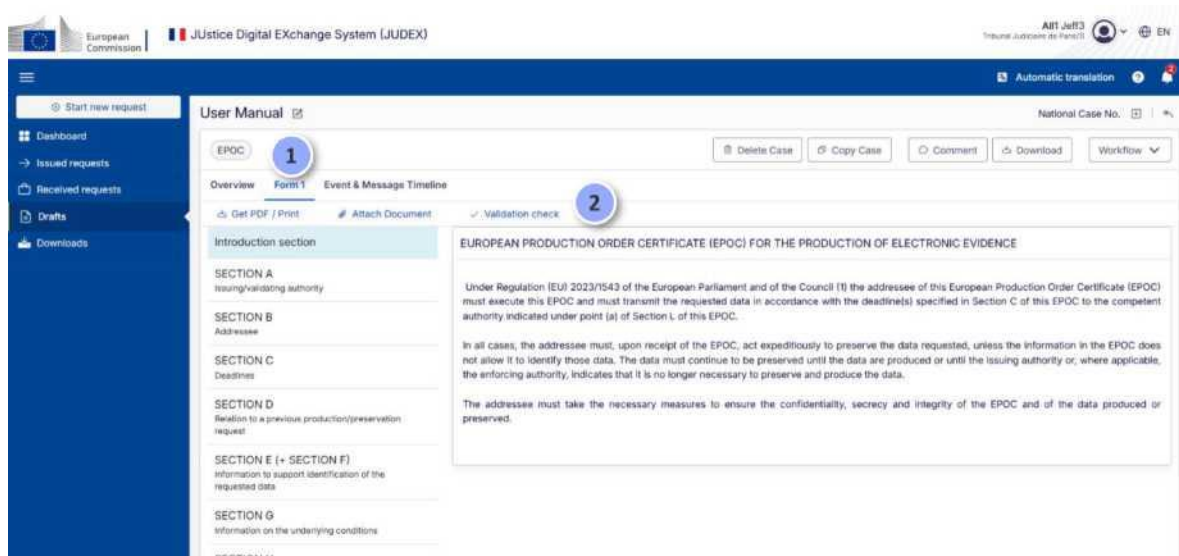 European
Commission
JUstice Digital EXchange System (JUDEX)
Tribunal Judiciaire de
EN
Automatic translation
2
Start new request
Dashboard
Issued requests
Received requests
Drafts
Downloads
User Manual
National Case No.
EPOC
1
Delete Case
Copy Case
Comment
Download
Workflow
Overview
Form 1
Event & Message Timeline
Get PDF / Print
Attach Document
Validation check
2
Introduction section
SECTION A
Issuing/validating authority
SECTION B
Addressee
SECTION C
Deadlines
SECTION D
Relation to a previous production/preservation
request
SECTION E (+ SECTION F)
Information to support identification of the
requested data
SECTION G
Information on the underlying conditions
EUROPEAN PRODUCTION ORDER CERTIFICATE (EPOC) FOR THE PRODUCTION OF ELECTRONIC EVIDENCE
Under Regulation (EU) 2023/1543 of the European Parliament and of the Council (1) the addressee of this European Production Order Certificate (EPOC)
must execute this EPOC and must transmit the requested data in accordance with the deadline(s) specified in Section C of this EPOC to the competent
authority indicated under point (a) of Section L of this EPOC.
In all cases, the addressee must, upon receipt of the EPOC, act expeditiously to preserve the data requested, unless the information in the EPOC does
not allow it to identify those data. The data must continue to be preserved until the data are produced or until the issuing authority or, where applicable,
the enforcing authority, indicates that it is no longer necessary to preserve and produce the data.
The addressee must take the necessary measures to ensure the confidentiality, secrecy and integrity of the EPOC and of the data produced or
preserved.